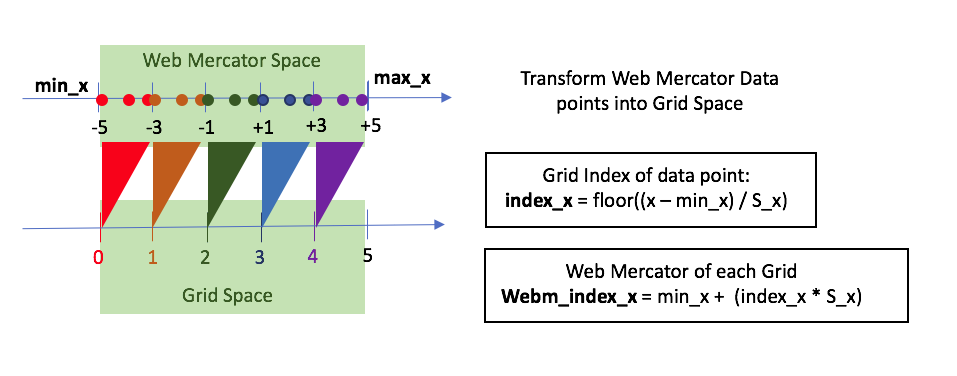 Web Mercator Space
min_x
max_x
-5 -3 -1 +1 +3 +5
0 1 2 3 4 5
Grid Space
Transform Web Mercator Data
points into Grid Space
Grid Index of data point:
index_x = floor((x – min_x) / S_x)
Web Mercator of each Grid
Webm_index_x = min_x + (index_x * S_x)